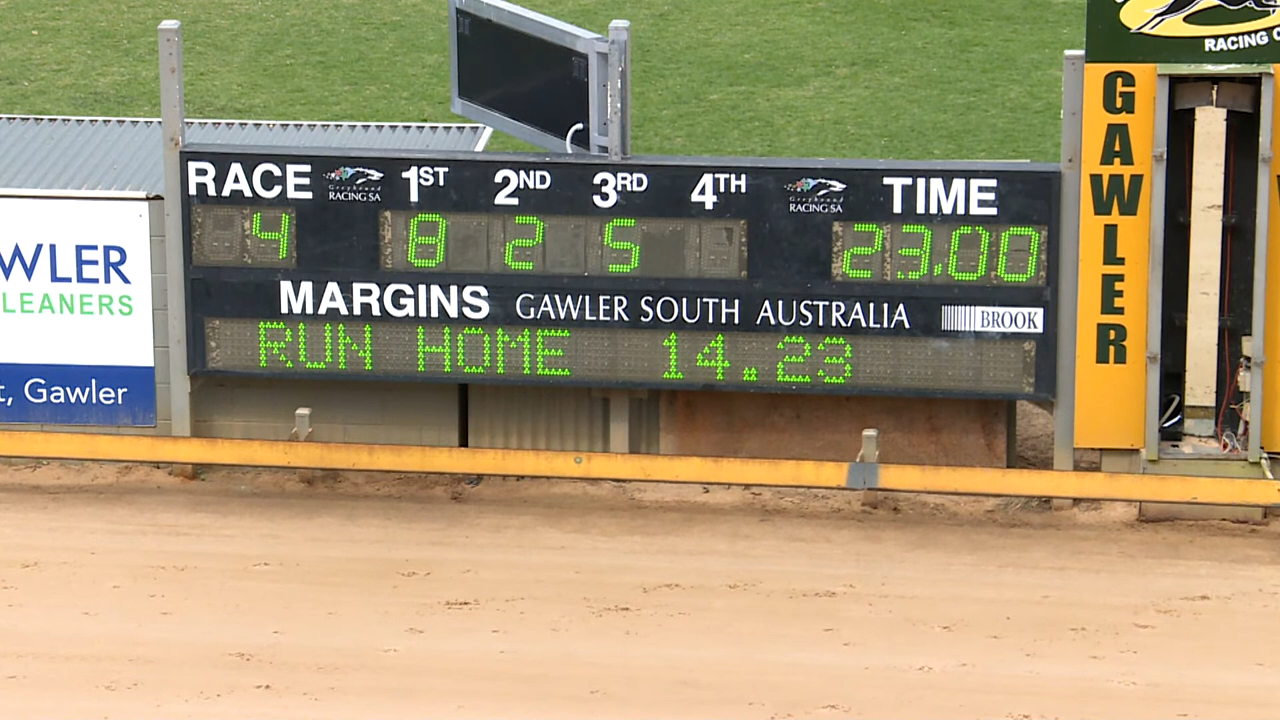 RACING
GAWLER
RACE Greyhound RACING SA 1ST 2ND 3RD 4TH Greyhound RACING SA TIME
4 8 2 5 23.00
MARGINS GAWLER SOUTH AUSTRALIA BROOK
RUN HOME 14.23
WLER
LEANERS
t, Gawler